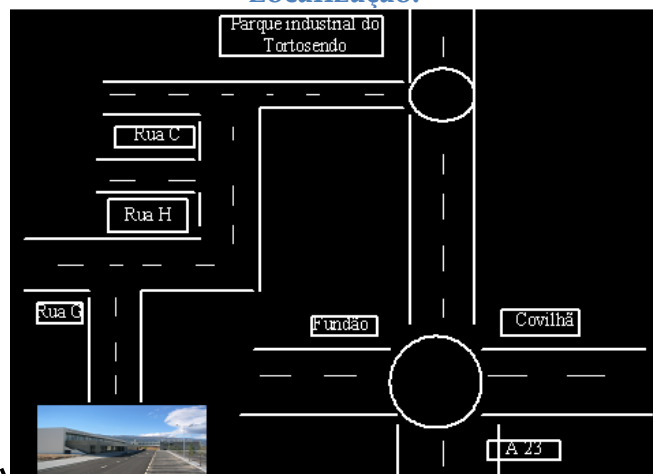 Localização:
Parque industrial do
Tortosendo
Rua C
Rua H
Rua G
Fundão
Covilhã
A 23